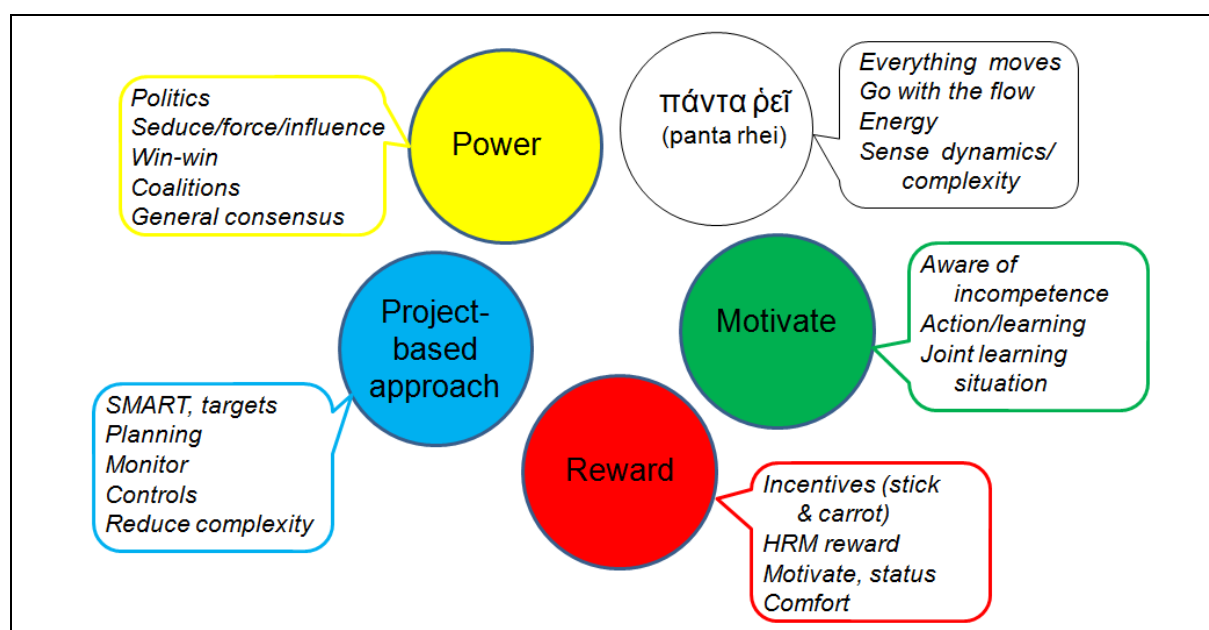 Politics
Seduce/force/influence
Win-win
Coalitions
General consensus
Power
πάντα ῥεῖ
(panta rhei)
Everything moves
Go with the flow
Energy
Sense dynamics/
complexity
Project-
based
approach
SMART, targets
Planning
Monitor
Controls
Reduce complexity
Motivate
Aware of
incompetence
Action/learning
Joint learning
situation
Reward
Incentives (stick
& carrot)
HRM reward
Motivate, status
Comfort